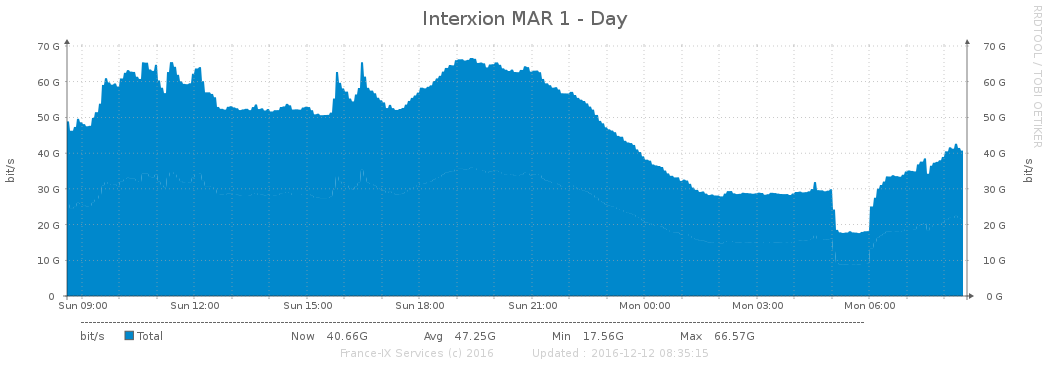 Interxion MAR 1 - Day
RRDTOOL / TOBI OETIKER
bit/s
bit/s
70 G 70 G
60 G 60 G
50 G 50 G
40 G 40 G
30 G 30 G
20 G 20 G
10 G 10 G
0 0 G
Sun 09:00 Sun 12:00 Sun 15:00 Sun 18:00 Sun 21:00 Mon 00:00 Mon 03:00 Mon 06:00
bit/s Total Now 40.66G Avg 47.25G Min 17.56G Max 66.57G
France-IX Services (c) 2016 Updated : 2016-12-12 08:35:15